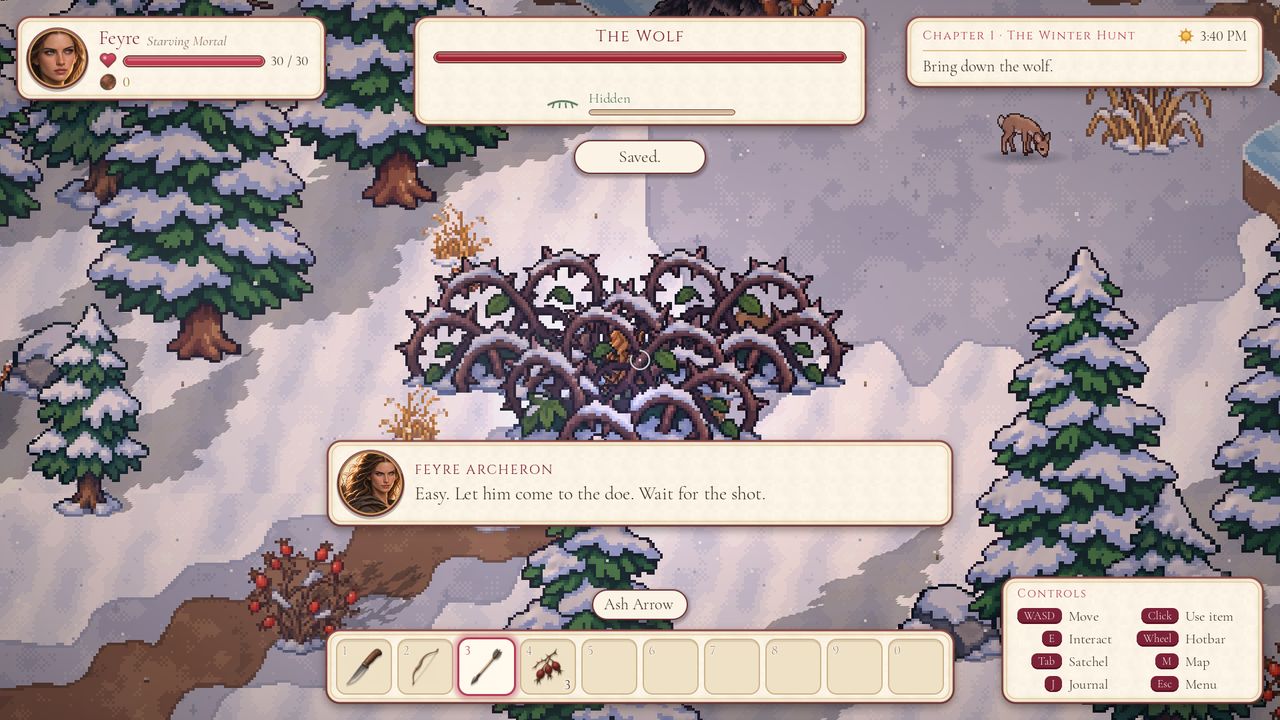 Feyre Starving Mortal
30 / 30
0
THE WOLF
Hidden
CHAPTER I · THE WINTER HUNT
3:40 PM
Bring down the wolf.
Saved.
FEYRE ARCHERON
Easy. Let him come to the doe. Wait for the shot.
Ash Arrow
1 2 3 4 5 6 7 8 9 0
3
CONTROLS
WASD Move Click Use item
E Interact Wheel Hotbar
Tab Satchel M Map
J Journal Esc Menu